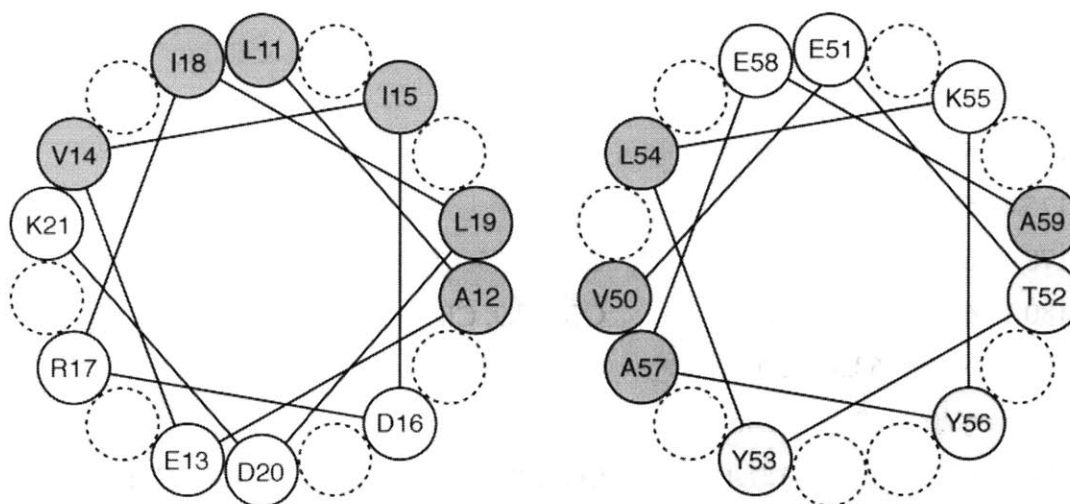 I18 L11 E58 E51
I15 K55
V14 L54
K21 L19 A59
A12 V50 T52
R17 A57
D16 Y56
E13 D20 Y53